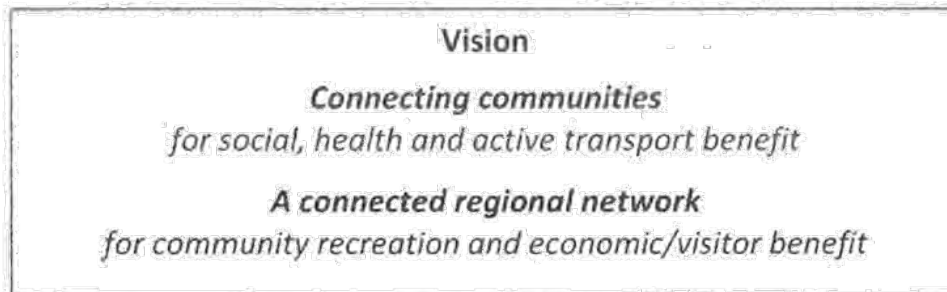 Vision
Connecting communities
for social, health and active transport benefit
A connected regional network
for community recreation and economic/visitor benefit